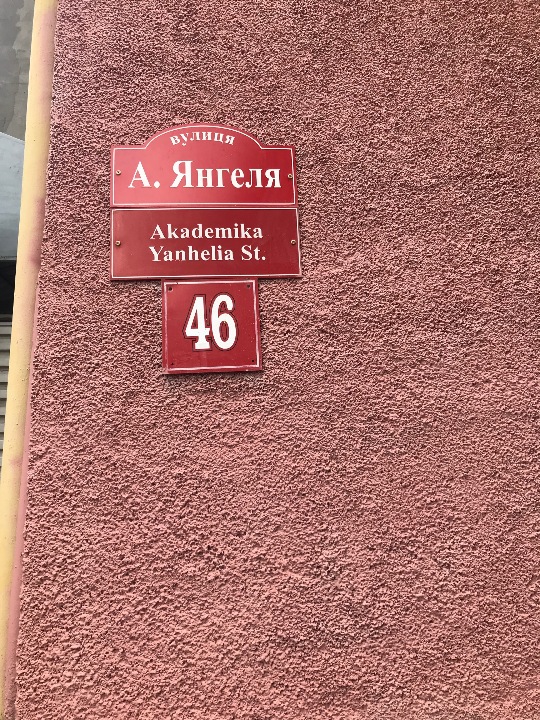 вулиця
А. Янгеля
Akademika
Yanhelia St.
46